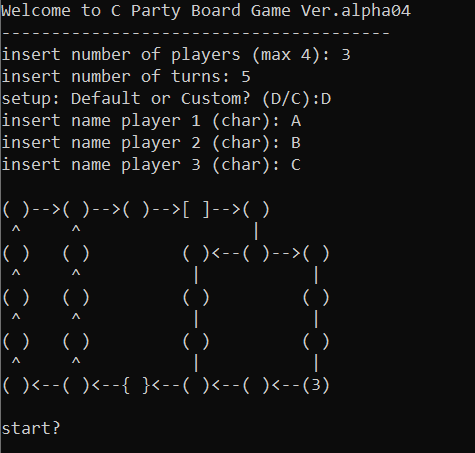 Welcome to C Party Board Game Ver.alpha04
---------------------------------------
insert number of players (max 4): 3
insert number of turns: 5
setup: Default or Custom? (D/C):D
insert name player 1 (char): A
insert name player 2 (char): B
insert name player 3 (char): C

( )-->( )-->( )-->[ ]-->( )
 ^     ^                 |
( )   ( )         ( )<--( )-->( )
 ^     ^           |           |
( )   ( )         ( )         ( )
 ^     ^           |           |
( )   ( )         ( )         ( )
 ^     ^           |           |
( )<--( )<--{ }<--( )<--( )<--(3)

start?